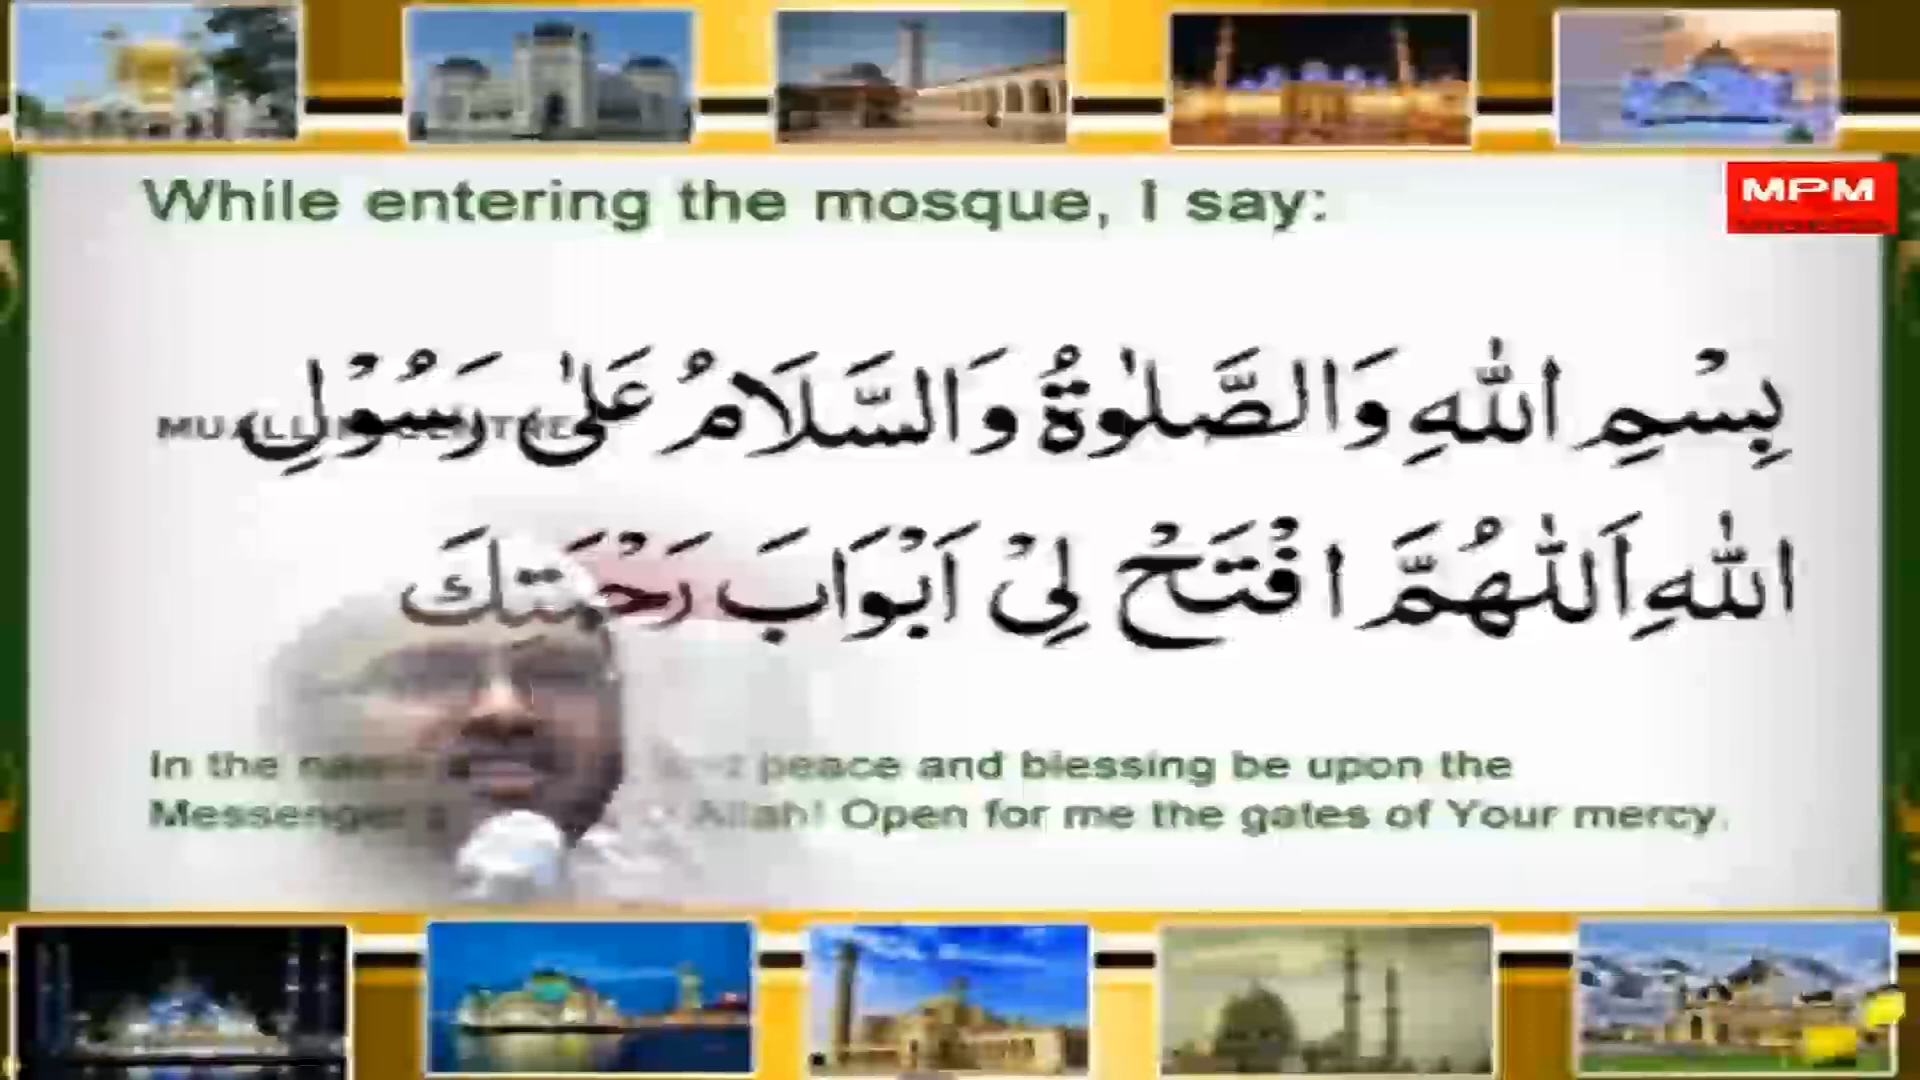 While entering the mosque, I say:
MPM
بِسْمِ اللّٰهِ وَالصَّلٰوةُ وَالسَّلَامُ عَلٰى رَسُوْلِ
اللّٰهِ اَللّٰهُمَّ افْتَحْ لِيْ اَبْوَابَ رَحْمَتِكَ
In the peace and blessing be upon the
Messenger Allah! Open for me the gates of Your mercy.